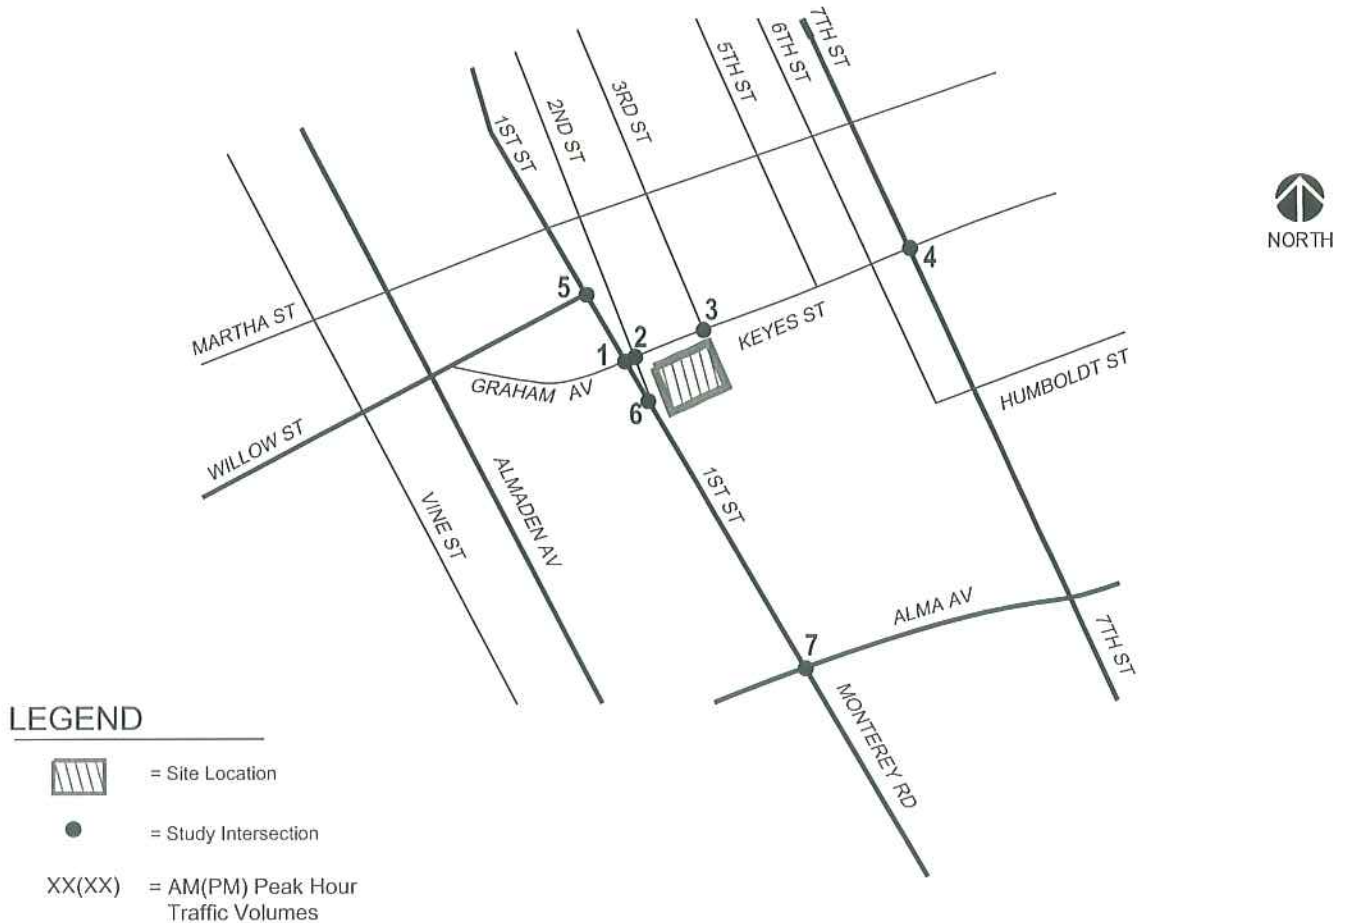 7TH ST
6TH ST
5TH ST
3RD ST
2ND ST
1ST ST
NORTH
4
5
3
KEYES ST
MARTHA ST
2
1
GRAHAM AV
HUMBOLDT ST
6
WILLOW ST
1ST ST
ALMADEN AV
VINE ST
ALMA AV
7TH ST
7
MONTEREY RD
LEGEND
= Site Location
= Study Intersection
XX(XX) = AM(PM) Peak Hour
Traffic Volumes